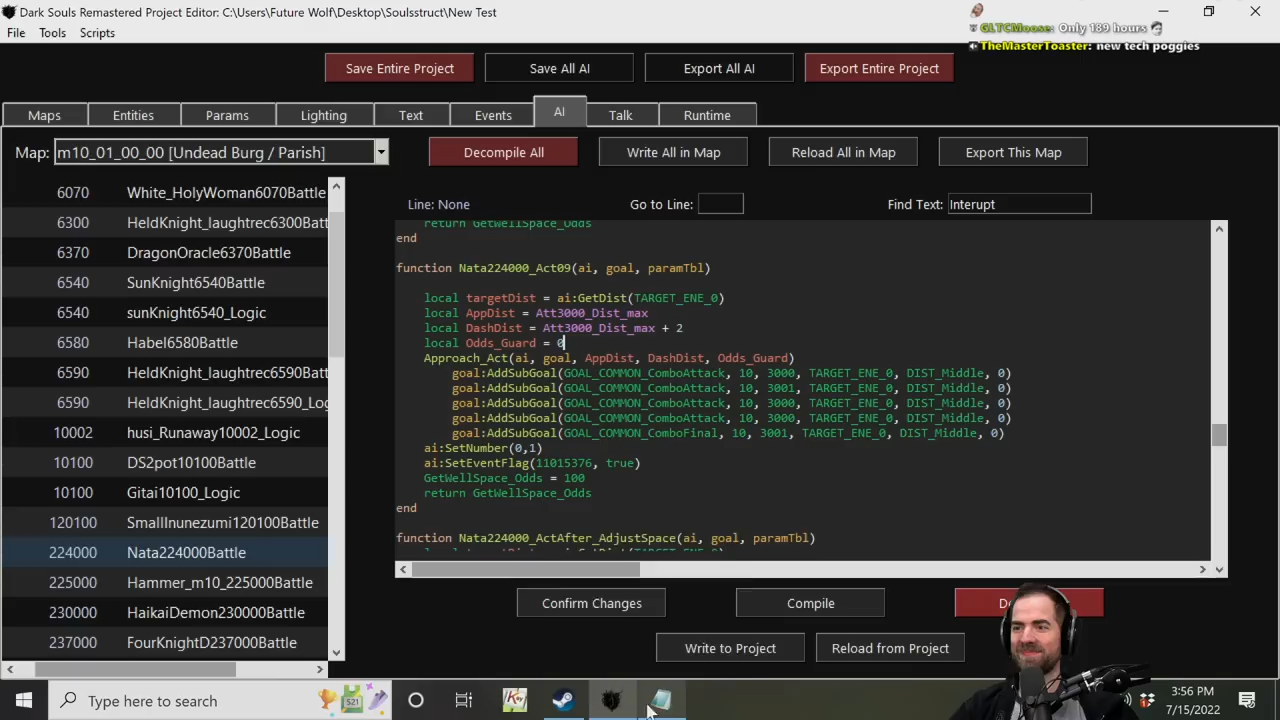 Dark Souls Remastered Project Editor: C:\Users\Future Wolf\Desktop\Soulsstruct\New Test
GLTCMoose: Only 189 hours
TheMasterToaster: new tech poggies
File Tools Scripts
Save Entire Project Save All AI Export All AI Export Entire Project
Maps Entities Params Lighting Text Events AI Talk Runtime
Map: m10_01_00_00 [Undead Burg / Parish] Decompile All Write All in Map Reload All in Map Export This Map
Line: None Go to Line: Find Text: Interupt
6070 White_HolyWoman6070Battle
6300 HeldKnight_laughtrec6300Batt
6370 DragonOracle6370Battle
6540 SunKnight6540Battle
6540 sunKnight6540_Logic
6580 Habel6580Battle
6590 HeldKnight_laughtrec6590Batt
6590 HeldKnight_laughtrec6590_Log
10002 husi_Runaway10002_Logic
10100 DS2pot10100Battle
10100 Gitai10100_Logic
120100 SmallInunezumi120100Battle
224000 Nata224000Battle
225000 Hammer_m10_225000Battle
230000 HaikaiDemon230000Battle
237000 FourKnightD237000Battle
return GetWellSpace_Odds
end
function Nata224000_Act09(ai, goal, paramTbl)
local targetDist = ai:GetDist(TARGET_ENE_0)
local AppDist = Att3000_Dist_max
local DashDist = Att3000_Dist_max + 2
local Odds_Guard = 0
Approach_Act(ai, goal, AppDist, DashDist, Odds_Guard)
goal:AddSubGoal(GOAL_COMMON_ComboAttack, 10, 3000, TARGET_ENE_0, DIST_Middle, 0)
goal:AddSubGoal(GOAL_COMMON_ComboAttack, 10, 3001, TARGET_ENE_0, DIST_Middle, 0)
goal:AddSubGoal(GOAL_COMMON_ComboAttack, 10, 3000, TARGET_ENE_0, DIST_Middle, 0)
goal:AddSubGoal(GOAL_COMMON_ComboAttack, 10, 3000, TARGET_ENE_0, DIST_Middle, 0)
goal:AddSubGoal(GOAL_COMMON_ComboFinal, 10, 3001, TARGET_ENE_0, DIST_Middle, 0)
ai:SetNumber(0,1)
ai:SetEventFlag(11015376, true)
GetWellSpace_Odds = 100
return GetWellSpace_Odds
end
function Nata224000_ActAfter_AdjustSpace(ai, goal, paramTbl)
Confirm Changes Compile
Write to Project Reload from Project
Type here to search
3:56 PM
7/15/2022